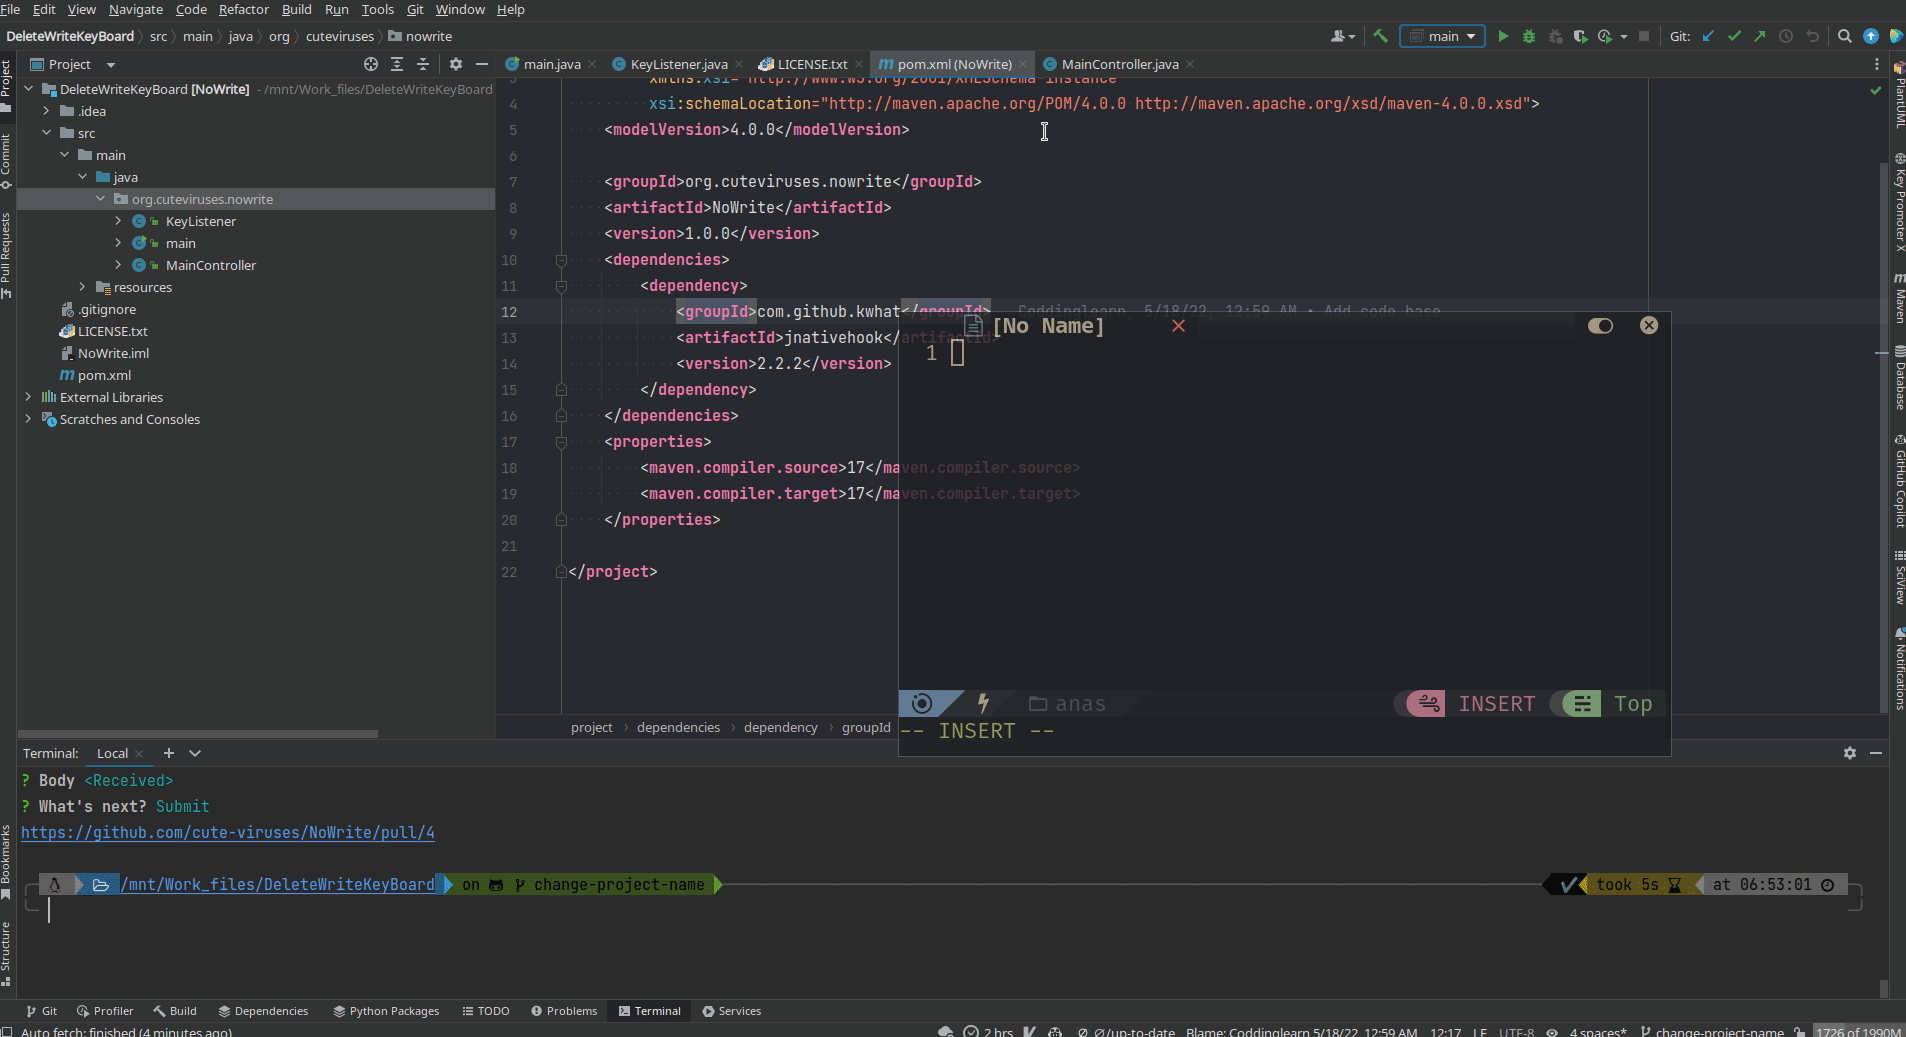 File Edit View Navigate Code Refactor Build Run Tools Git Window Help
DeleteWriteKeyBoard src main java org cuteviruses nowrite
main Git:
Project
main.java KeyListener.java LICENSE.txt pom.xml (NoWrite) MainController.java
DeleteWriteKeyBoard [NoWrite] - /mnt/Work_files/DeleteWriteKeyBoard
.idea
src
main
java
org.cuteviruses.nowrite
KeyListener
main
MainController
resources
.gitignore
LICENSE.txt
NoWrite.iml
pom.xml
External Libraries
Scratches and Consoles
3 xmlns:xsi="http://www.w3.org/2001/XMLSchema-instance"
4 xsi:schemaLocation="http://maven.apache.org/POM/4.0.0 http://maven.apache.org/xsd/maven-4.0.0.xsd">
5 <modelVersion>4.0.0</modelVersion>
6
7 <groupId>org.cuteviruses.nowrite</groupId>
8 <artifactId>NoWrite</artifactId>
9 <version>1.0.0</version>
10 <dependencies>
11 <dependency>
12 <groupId>com.github.kwhat</groupId> Coddinglearn, 5/18/22, 12:59 AM • Add code base
13 <artifactId>jnativehook</artifactId>
14 <version>2.2.2</version>
15 </dependency>
16 </dependencies>
17 <properties>
18 <maven.compiler.source>17</maven.compiler.source>
19 <maven.compiler.target>17</maven.compiler.target>
20 </properties>
21
22 </project>
[No Name]
1
anas INSERT Top
-- INSERT --
project dependencies dependency groupId
Terminal: Local
? Body <Received>
? What's next? Submit
https://github.com/cute-viruses/NoWrite/pull/4
/mnt/Work_files/DeleteWriteKeyBoard on change-project-name took 5s at 06:53:01
Git Profiler Build Dependencies Python Packages TODO Problems Terminal Services
Auto fetch: finished (4 minutes ago) 2 hrs Ø/up-to-date Blame: Coddinglearn 5/18/22, 12:59 AM 12:17 LF UTF-8 4 spaces* change-project-name 1726 of 1990M
Project
Commit
Pull Requests
Bookmarks
Structure
PlantUML
Key Promoter X
Maven
Database
GitHub Copilot
SciView
Notifications